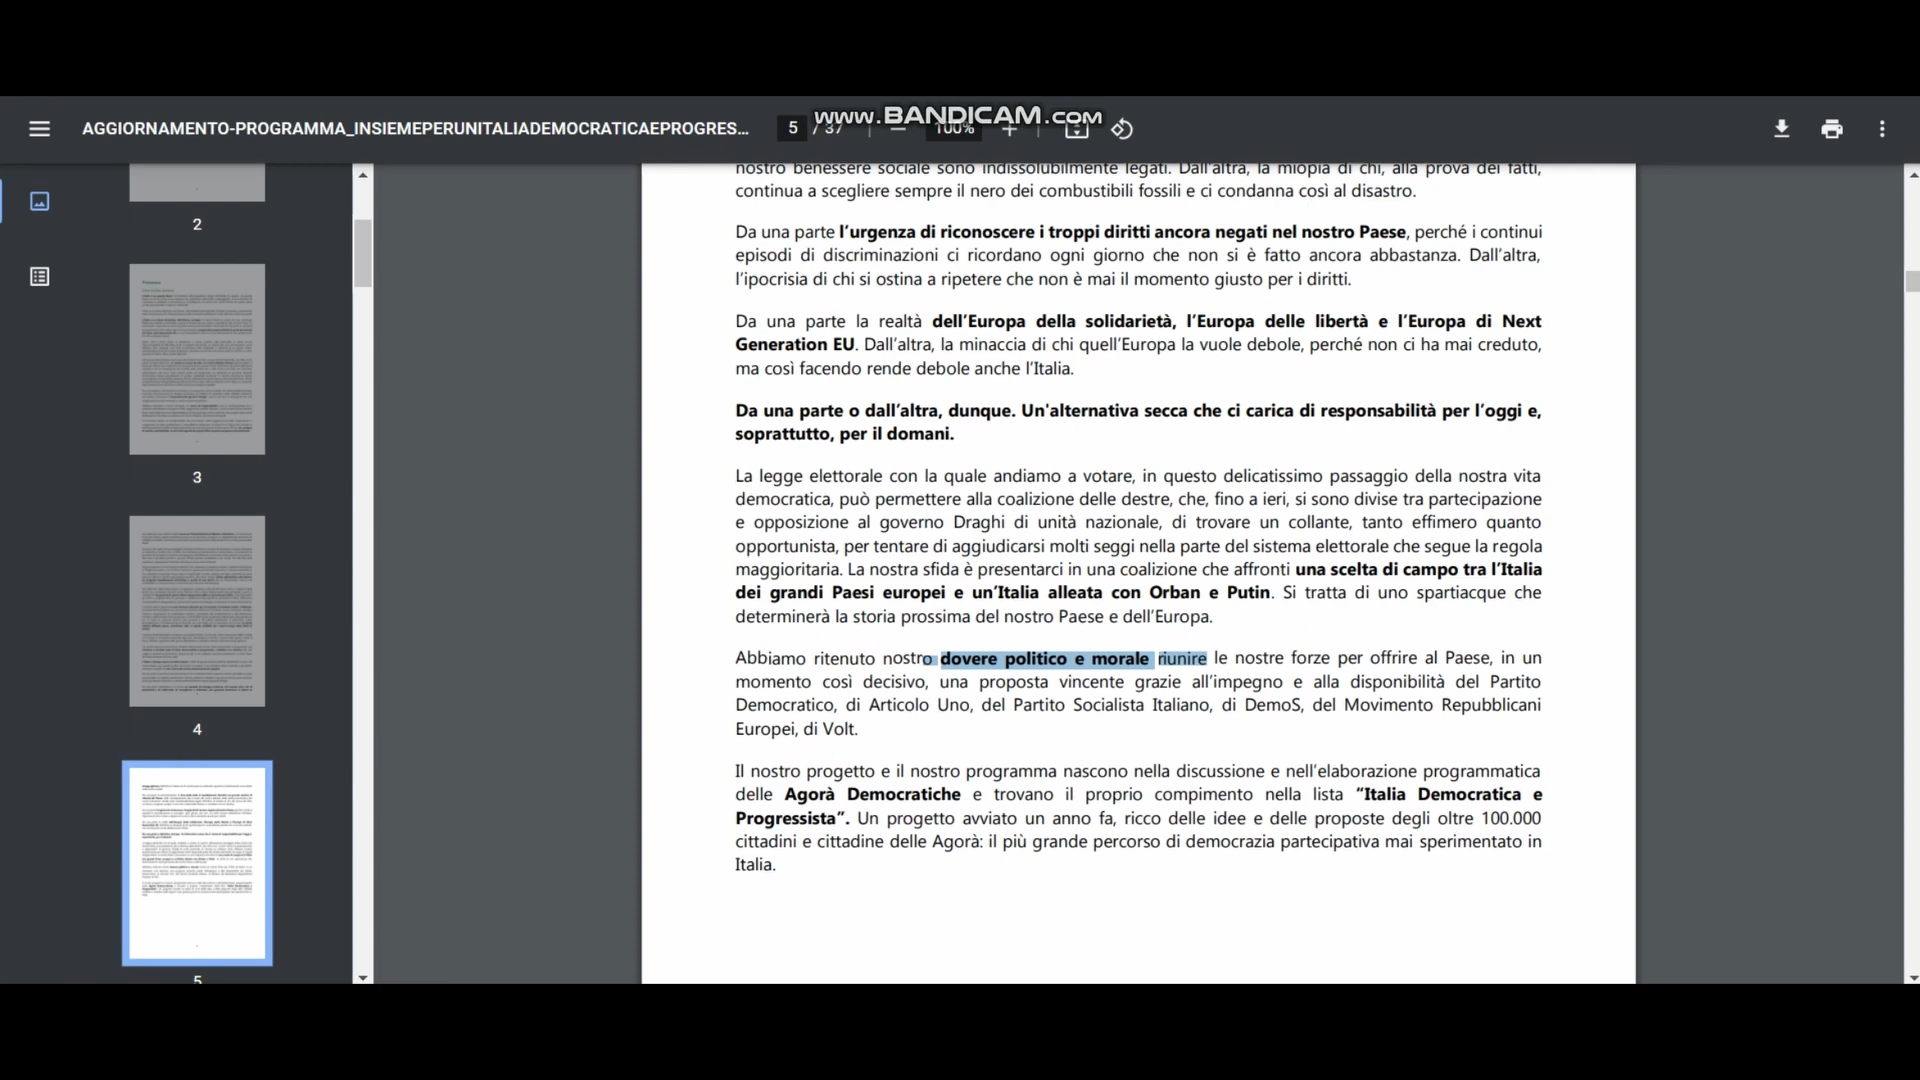 www.BANDICAM.com
AGGIORNAMENTO-PROGRAMMA_INSIEMEPERUNITALIADEMOCRATICAEPROGRES...
5 / 37
100%
2
3
4
5
nostro benessere sociale sono indissolubilmente legati. Dall'altra, la miopia di chi, alla prova dei fatti,
continua a scegliere sempre il nero dei combustibili fossili e ci condanna così al disastro.
Da una parte l'urgenza di riconoscere i troppi diritti ancora negati nel nostro Paese, perché i continui
episodi di discriminazioni ci ricordano ogni giorno che non si è fatto ancora abbastanza. Dall'altra,
l'ipocrisia di chi si ostina a ripetere che non è mai il momento giusto per i diritti.
Da una parte la realtà dell'Europa della solidarietà, l'Europa delle libertà e l'Europa di Next
Generation EU. Dall'altra, la minaccia di chi quell'Europa la vuole debole, perché non ci ha mai creduto,
ma così facendo rende debole anche l'Italia.
Da una parte o dall'altra, dunque. Un'alternativa secca che ci carica di responsabilità per l'oggi e,
soprattutto, per il domani.
La legge elettorale con la quale andiamo a votare, in questo delicatissimo passaggio della nostra vita
democratica, può permettere alla coalizione delle destre, che, fino a ieri, si sono divise tra partecipazione
e opposizione al governo Draghi di unità nazionale, di trovare un collante, tanto effimero quanto
opportunista, per tentare di aggiudicarsi molti seggi nella parte del sistema elettorale che segue la regola
maggioritaria. La nostra sfida è presentarci in una coalizione che affronti una scelta di campo tra l'Italia
dei grandi Paesi europei e un'Italia alleata con Orban e Putin. Si tratta di uno spartiacque che
determinerà la storia prossima del nostro Paese e dell'Europa.
Abbiamo ritenuto nostro dovere politico e morale riunire le nostre forze per offrire al Paese, in un
momento così decisivo, una proposta vincente grazie all'impegno e alla disponibilità del Partito
Democratico, di Articolo Uno, del Partito Socialista Italiano, di DemoS, del Movimento Repubblicani
Europei, di Volt.
Il nostro progetto e il nostro programma nascono nella discussione e nell'elaborazione programmatica
delle Agorà Democratiche e trovano il proprio compimento nella lista "Italia Democratica e
Progressista". Un progetto avviato un anno fa, ricco delle idee e delle proposte degli oltre 100.000
cittadini e cittadine delle Agorà: il più grande percorso di democrazia partecipativa mai sperimentato in
Italia.